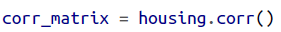 corr_matrix = housing.corr()